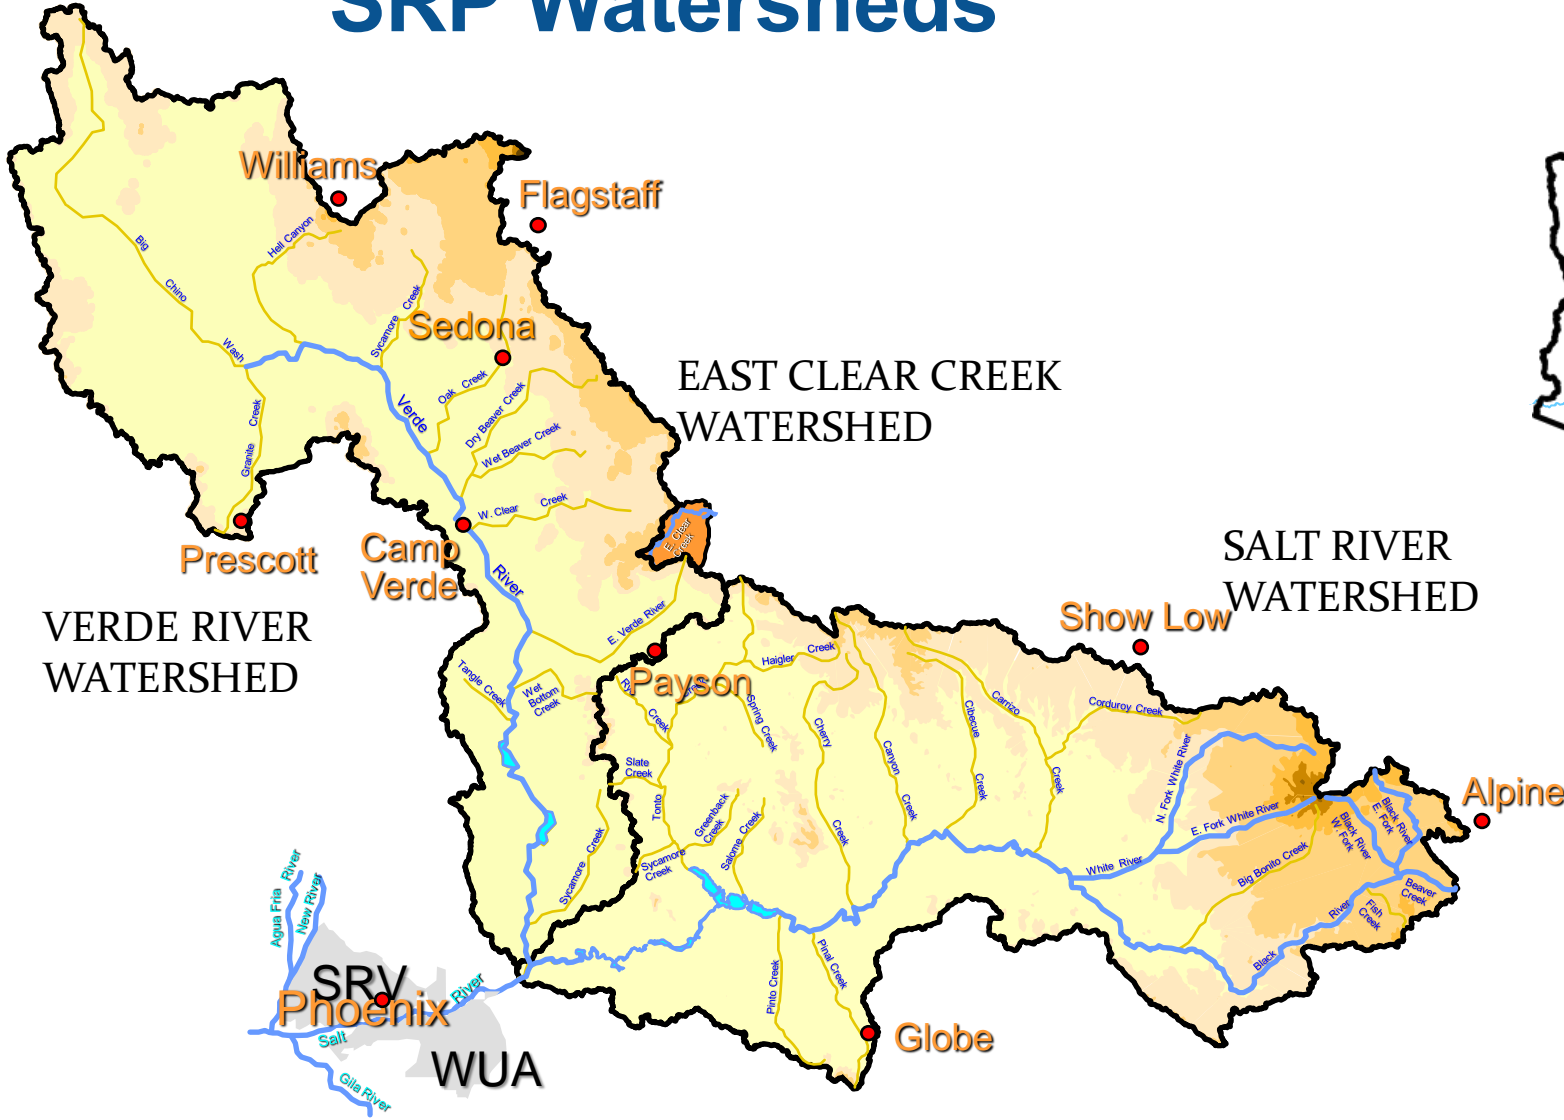 SRP Watersheds
Williams
Flagstaff
Hell Canyon
Big
Chino
Wash
Sycamore Creek
Sedona
EAST CLEAR CREEK
WATERSHED
Oak Creek
Dry Beaver Creek
Verde
Granite Creek
Wet Beaver Creek
W. Clear Creek
E. Clear
Creek
Prescott
Camp
Verde
River
SALT RIVER
WATERSHED
VERDE RIVER
WATERSHED
E. Verde River
Show Low
Payson
Haigler Creek
Tangle Creek
Wet
Bottom
Creek
Rye
Creek
Spring Creek
Cherry
Creek
Canyon
Creek
Cibecue
Creek
Carrizo
Creek
Corduroy Creek
N. Fork White River
Slate
Creek
Tonto
Greenback
Creek
Salome Creek
Sycamore
Creek
Sycamore Creek
E. Fork White River
White River
Big Bonito Creek
Black River
W. Fork
Black River
E. Fork
Alpine
Beaver
Creek
Fish
Creek
River
Black
Agua Fria River
New River
SRV
Phoenix
River
Salt
WUA
Gila River
Pinto Creek
Pinal Creek
Globe